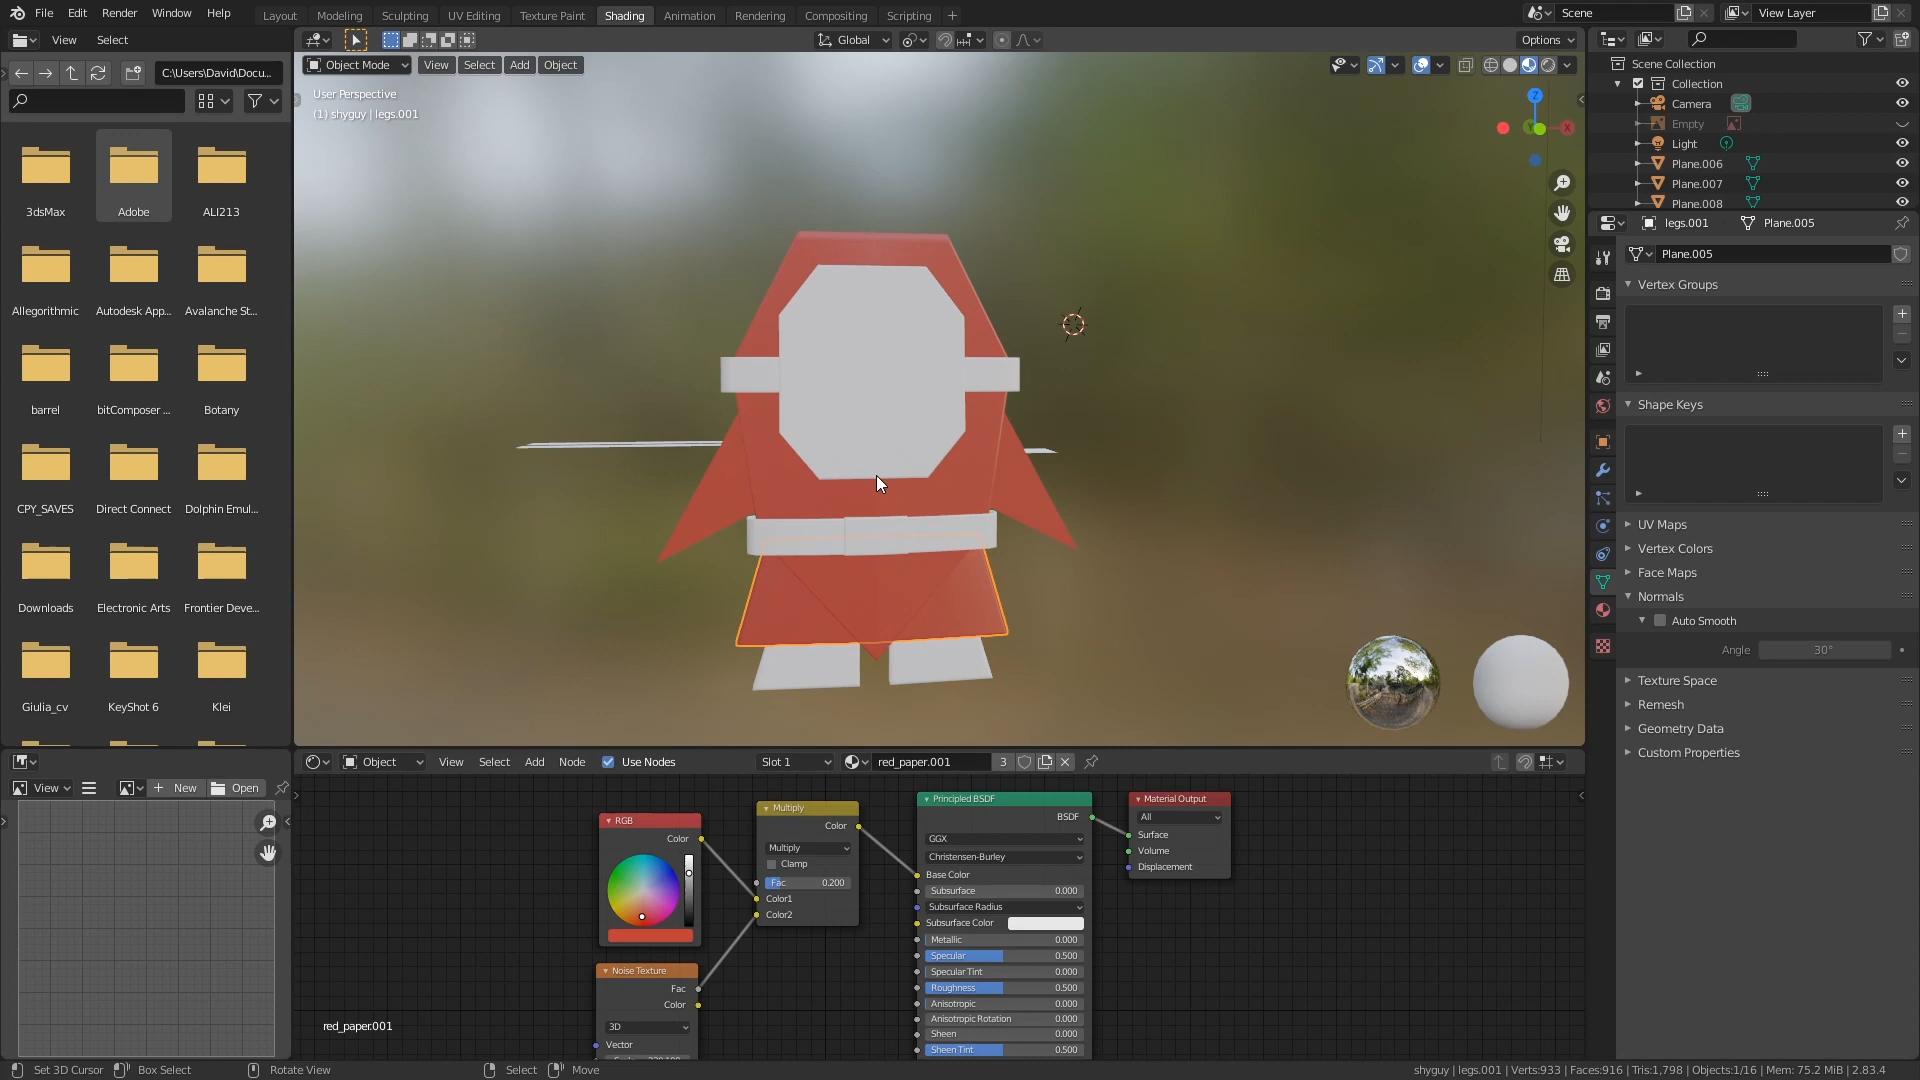 File Edit Render Window Help Layout Modeling Sculpting UV Editing Texture Paint Shading Animation Rendering Compositing Scripting + Scene View Layer
View Select Global Options
C:\Users\David\Docu...
Object Mode View Select Add Object
User Perspective
(1) shyguy | legs.001
Z
Y
X
3dsMax Adobe ALI213
Allegorithmic Autodesk App... Avalanche St...
barrel bitComposer ... Botany
CPY_SAVES Direct Connect Dolphin Emul...
Downloads Electronic Arts Frontier Deve...
Giulia_cv KeyShot 6 Klei
Scene Collection
Collection
Camera
Empty
Light
Plane.006
Plane.007
Plane.008
legs.001 Plane.005
Plane.005
Vertex Groups
Shape Keys
UV Maps
Vertex Colors
Face Maps
Normals
Auto Smooth
Angle 30°
Texture Space
Remesh
Geometry Data
Custom Properties
View New Open
Object View Select Add Node Use Nodes Slot 1 red_paper.001 3
RGB
Color
Multiply
Color
Multiply
Clamp
Fac 0.200
Color1
Color2
Noise Texture
Fac
Color
3D
Vector
Principled BSDF
BSDF
GGX
Christensen-Burley
Base Color
Subsurface 0.000
Subsurface Radius
Subsurface Color
Metallic 0.000
Specular 0.500
Specular Tint 0.000
Roughness 0.500
Anisotropic 0.000
Anisotropic Rotation 0.000
Sheen 0.000
Sheen Tint 0.500
Material Output
All
Surface
Volume
Displacement
red_paper.001
Set 3D Cursor Box Select Rotate View Select Move shyguy | legs.001 | Verts:933 | Faces:916 | Tris:1,798 | Objects:1/16 | Mem: 75.2 MiB | 2.83.4